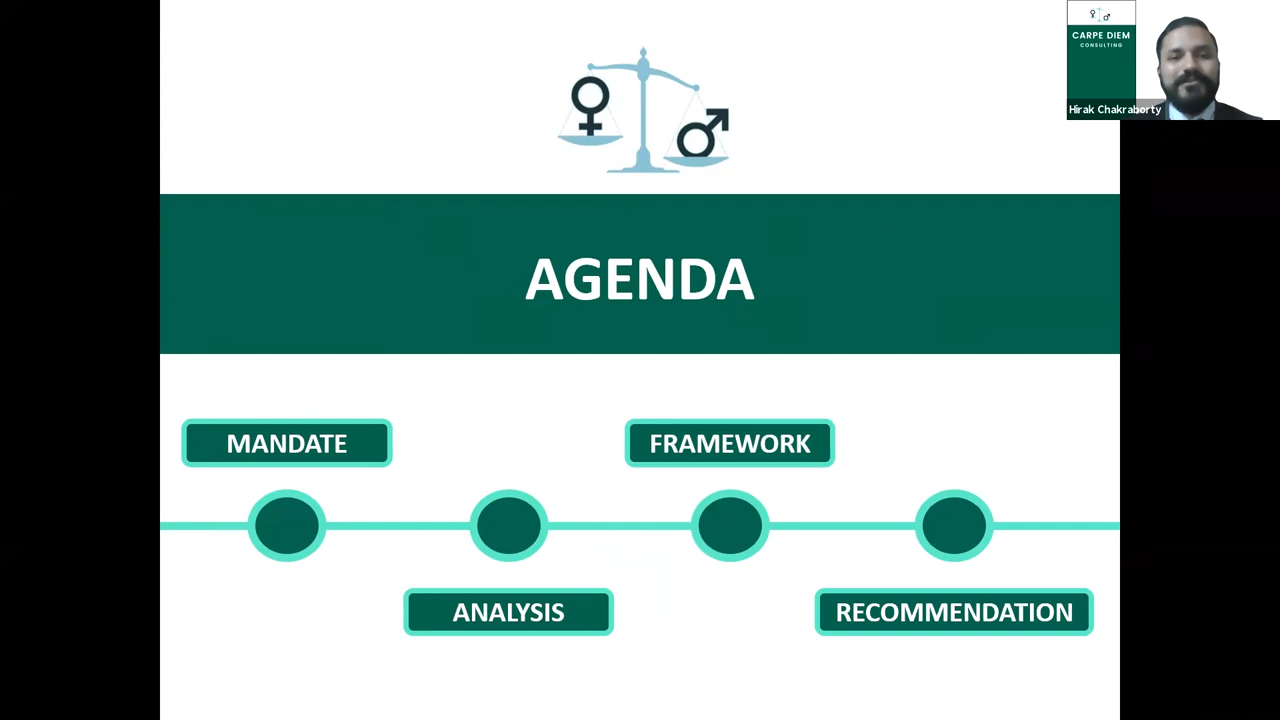 CARPE DIEM
CONSULTING
Hirak Chakraborty
AGENDA
MANDATE
FRAMEWORK
ANALYSIS
RECOMMENDATION